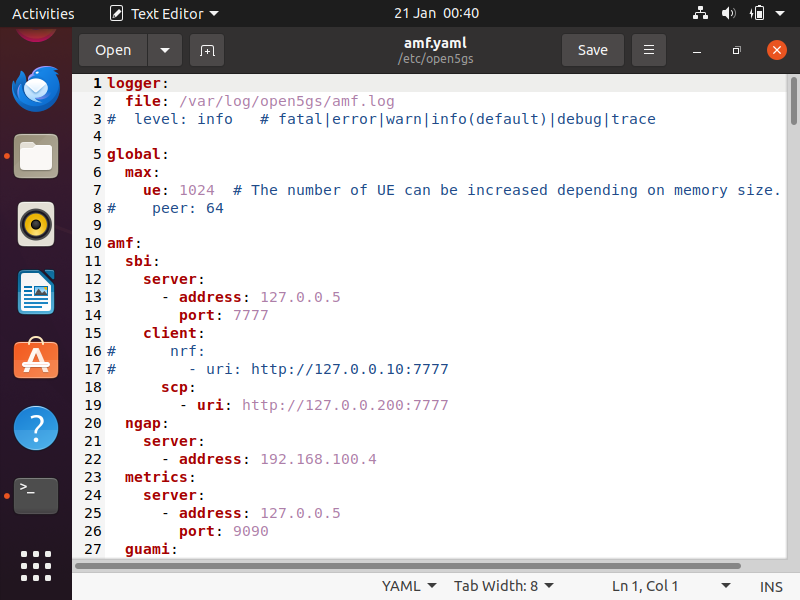 Activities Text Editor 21 Jan 00:40
Open amf.yaml Save
/etc/open5gs
1 logger:
2   file: /var/log/open5gs/amf.log
3 #  level: info   # fatal|error|warn|info(default)|debug|trace
4
5 global:
6   max:
7     ue: 1024  # The number of UE can be increased depending on memory size.
8 #    peer: 64
9
10 amf:
11   sbi:
12     server:
13       - address: 127.0.0.5
14         port: 7777
15     client:
16 #      nrf:
17 #        - uri: http://127.0.0.10:7777
18       scp:
19         - uri: http://127.0.0.200:7777
20   ngap:
21     server:
22       - address: 192.168.100.4
23   metrics:
24     server:
25       - address: 127.0.0.5
26         port: 9090
27   guami:
YAML Tab Width: 8 Ln 1, Col 1 INS